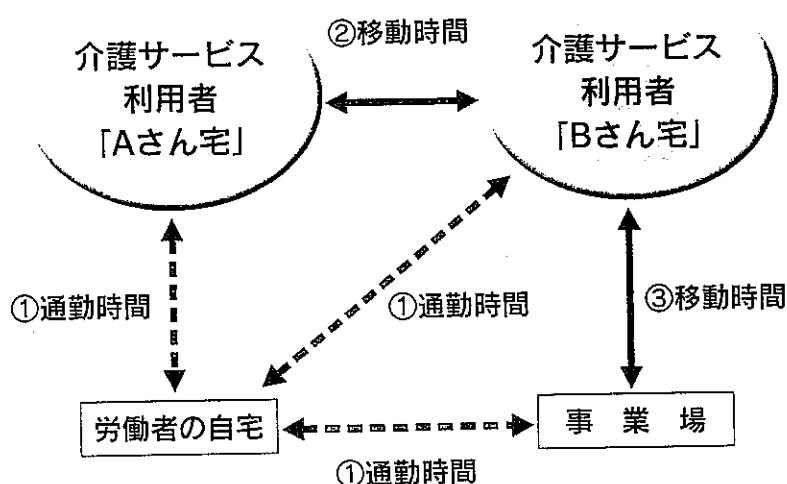 介護サービス
利用者
「Aさん宅」
②移動時間
介護サービス
利用者
「Bさん宅」
①通勤時間
①通勤時間
③移動時間
労働者の自宅
事 業 場
①通勤時間